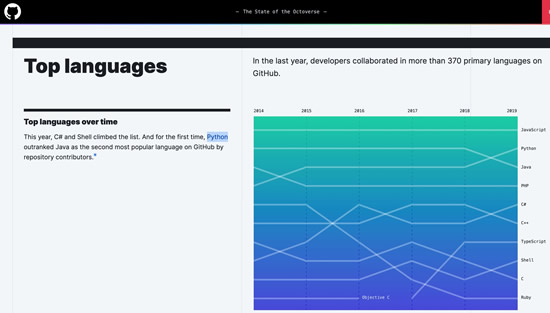 — The State of the Octoverse —
Top languages
In the last year, developers collaborated in more than 370 primary languages on
GitHub.
Top languages over time
This year, C# and Shell climbed the list. And for the first time, Python
outranked Java as the second most popular language on GitHub by
repository contributors.*
2014 2015 2016 2017 2018 2019
JavaScript
Python
Java
PHP
C#
C++
TypeScript
Shell
C
Objective C
Ruby